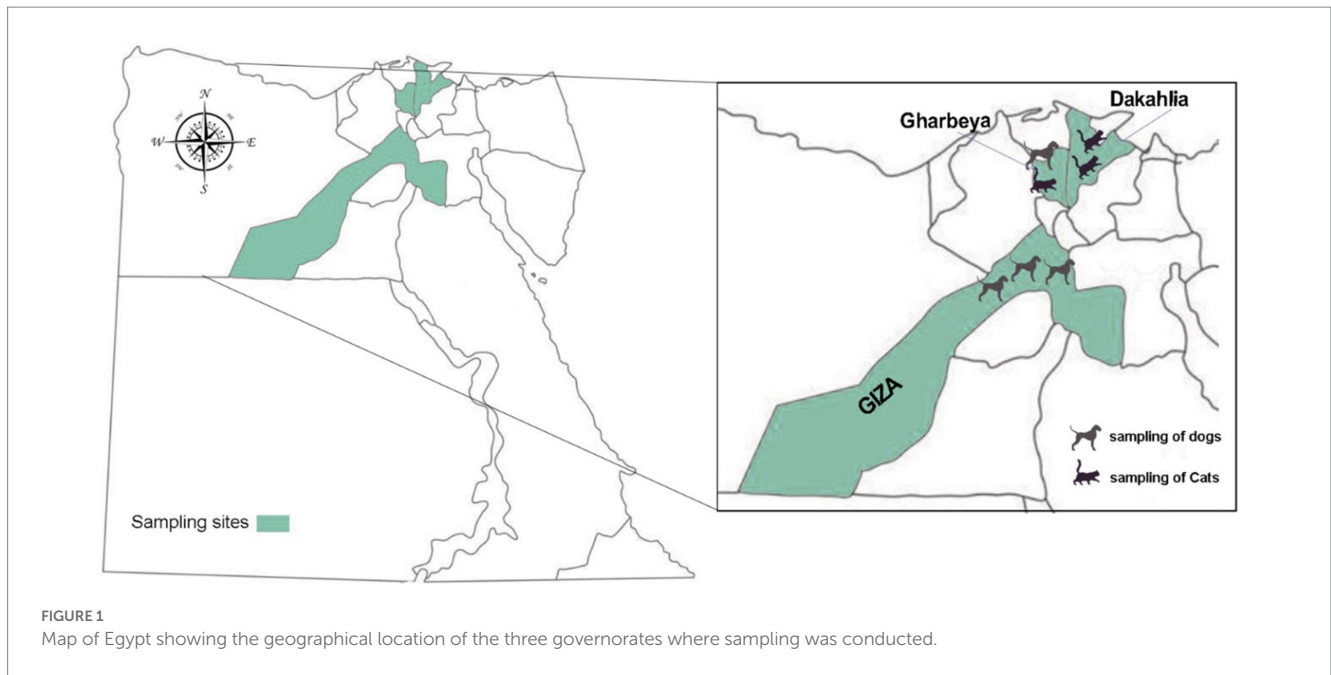 N
W
E
S
Sampling sites
Gharbeya
Dakahlia
GIZA
sampling of dogs
sampling of Cats
FIGURE 1
Map of Egypt showing the geographical location of the three governorates where sampling was conducted.